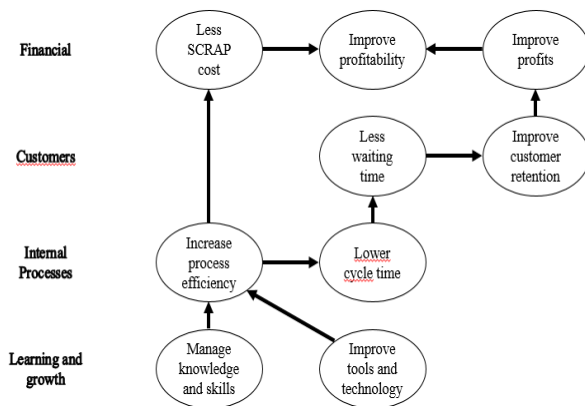 Financial
Less
SCRAP
cost
Improve
profitability
Improve
profits
Customers
Less
waiting
time
Improve
customer
retention
Internal
Processes
Increase
process
efficiency
Lower
cycle time
Learning and
growth
Manage
knowledge
and skills
Improve
tools and
technology